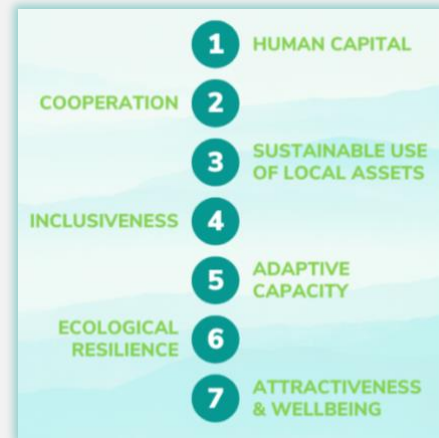 1 HUMAN CAPITAL
COOPERATION 2
3 SUSTAINABLE USE
OF LOCAL ASSETS
INCLUSIVENESS 4
5 ADAPTIVE
CAPACITY
ECOLOGICAL
RESILIENCE 6
7 ATTRACTIVENESS
& WELLBEING